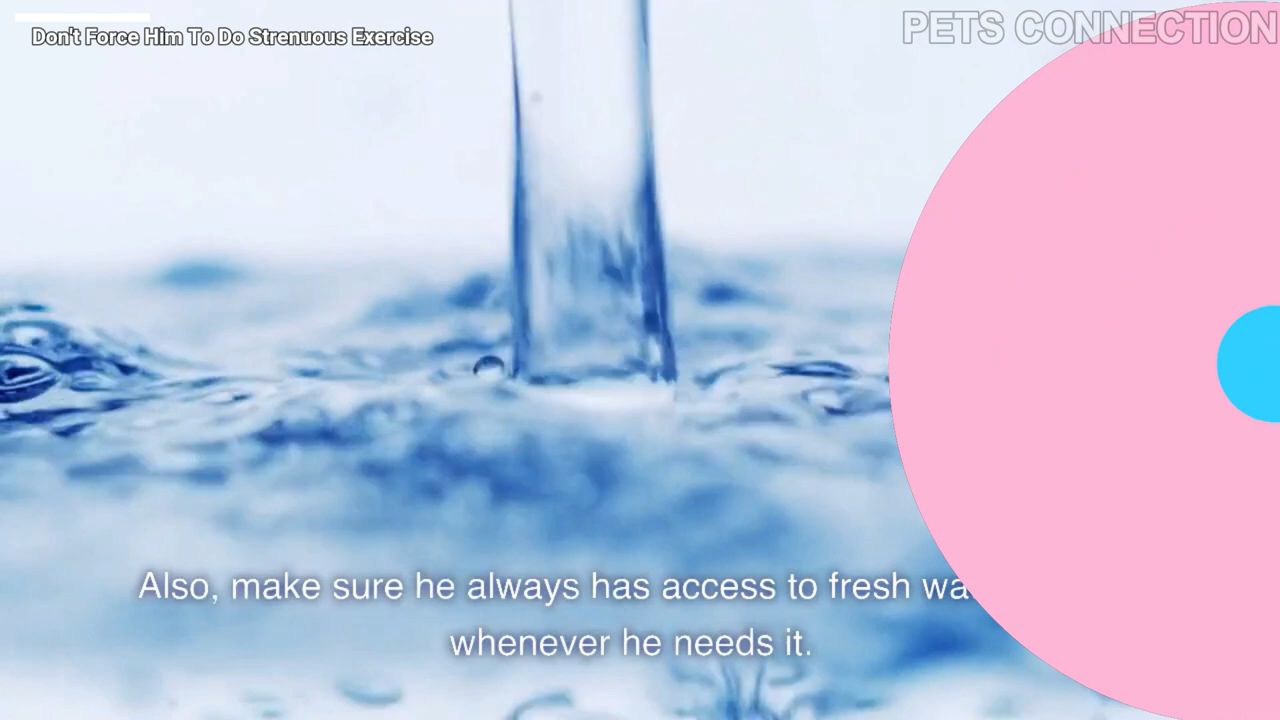 Don't Force Him To Do Strenuous Exercise
PETS CONNECTION
Also, make sure he always has access to fresh wa
whenever he needs it.